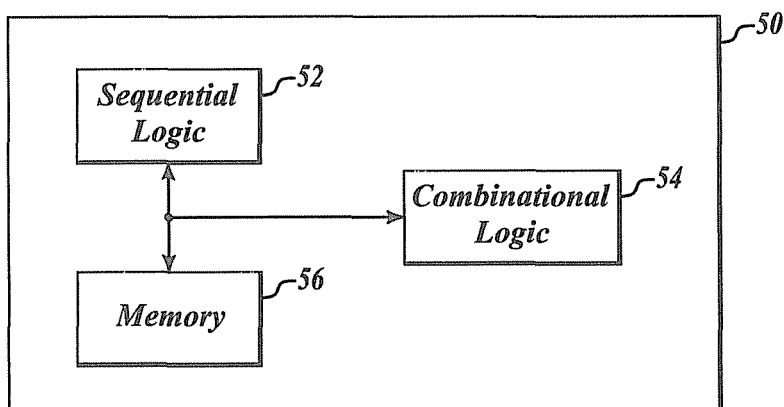 50
52
Sequential
Logic
54
Combinational
Logic
56
Memory